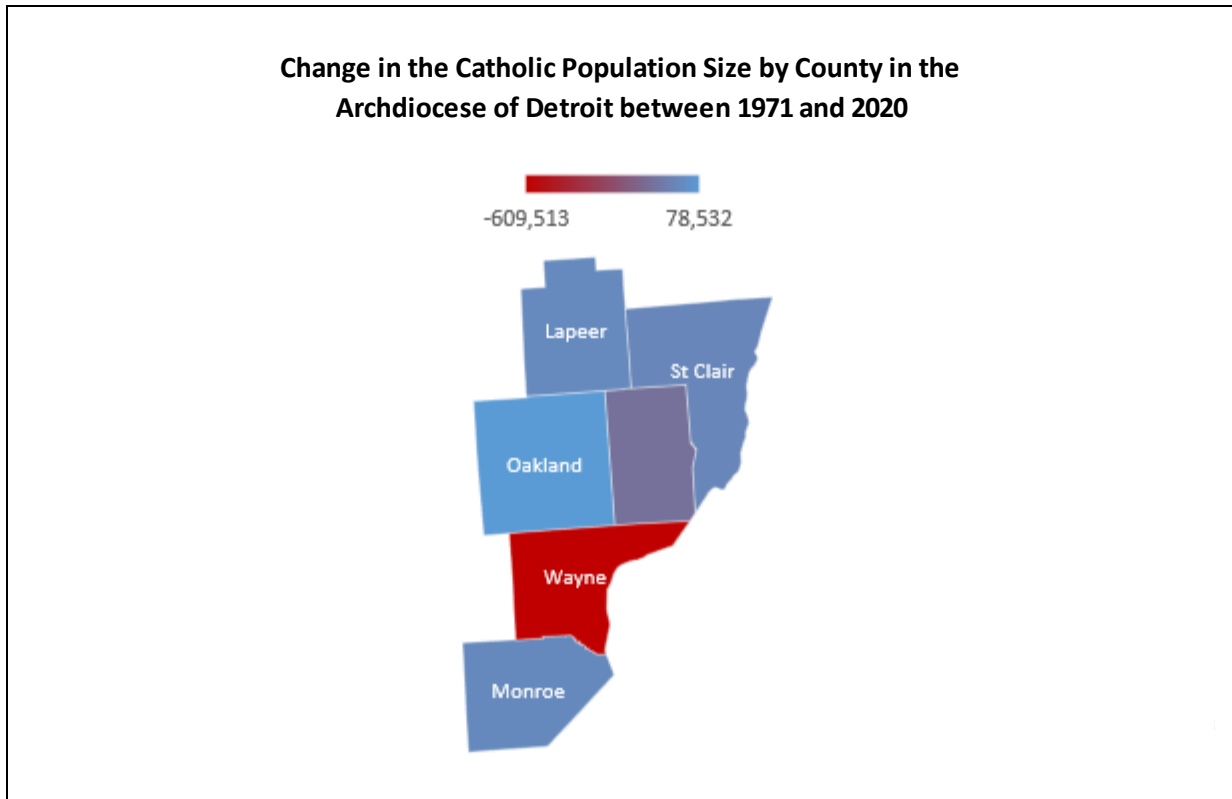 Change in the Catholic Population Size by County in the
Archdiocese of Detroit between 1971 and 2020
-609,513 78,532
Lapeer
St Clair
Oakland
Wayne
Monroe